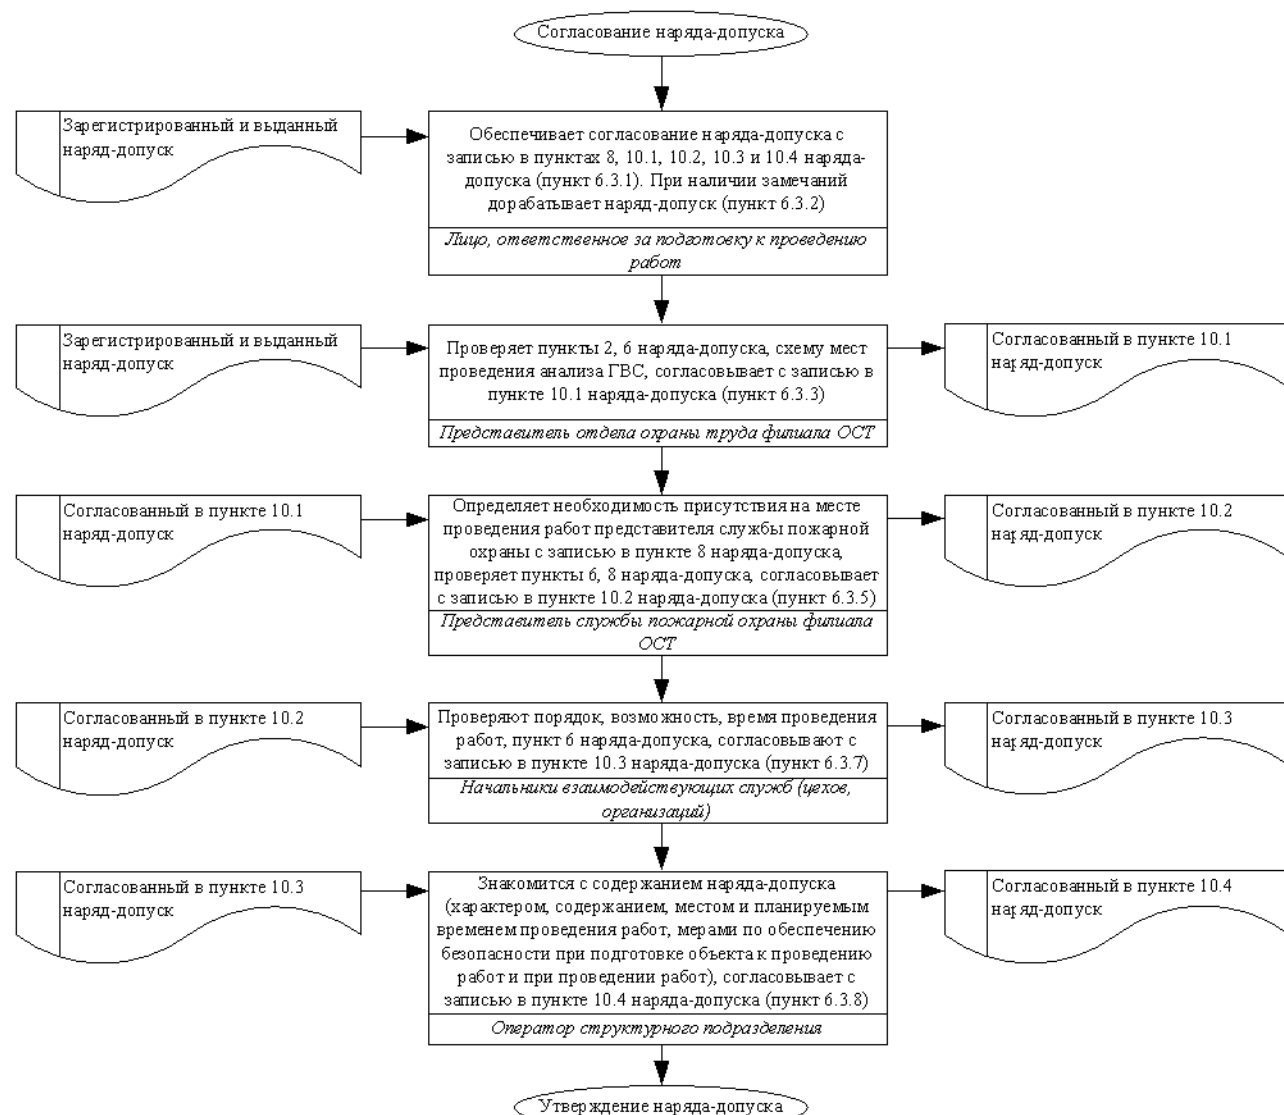 Согласование наряда-допуска
Зарегистрированный и выданный
наряд-допуск
Обеспечивает согласование наряда-допуска с
записью в пунктах 8, 10.1, 10.2, 10.3 и 10.4 наряда-
допуска (пункт 6.3.1). При наличии замечаний
дорабатывает наряд-допуск (пункт 6.3.2)
Лицо, ответственное за подготовку к проведению
работ
Зарегистрированный и выданный
наряд-допуск
Проверяет пункты 2, 6 наряда-допуска, схему мест
проведения анализа ГВС, согласовывает с записью в
пункте 10.1 наряда-допуска (пункт 6.3.3)
Представитель отдела охраны труда филиала ОСТ
Согласованный в пункте 10.1
наряд-допуск
Согласованный в пункте 10.1
наряд-допуск
Определяет необходимость присутствия на месте
проведения работ представителя службы пожарной
охраны с записью в пункте 8 наряда-допуска,
проверяет пункты 6, 8 наряда-допуска, согласовывает
с записью в пункте 10.2 наряда-допуска (пункт 6.3.5)
Представитель службы пожарной охраны филиала
ОСТ
Согласованный в пункте 10.2
наряд-допуск
Согласованный в пункте 10.2
наряд-допуск
Проверяют порядок, возможность, время проведения
работ, пункт 6 наряда-допуска, согласовывают с
записью в пункте 10.3 наряда-допуска (пункт 6.3.7)
Начальники взаимодействующих служб (цехов,
организаций)
Согласованный в пункте 10.3
наряд-допуск
Согласованный в пункте 10.3
наряд-допуск
Знакомится с содержанием наряда-допуска
(характером, содержанием, местом и планируемым
временем проведения работ, мерами по обеспечению
безопасности при подготовке объекта к проведению
работ и при проведении работ), согласовывает с
записью в пункте 10.4 наряда-допуска (пункт 6.3.8)
Оператор структурного подразделения
Согласованный в пункте 10.4
наряд-допуск
Утверждение наряда-допуска